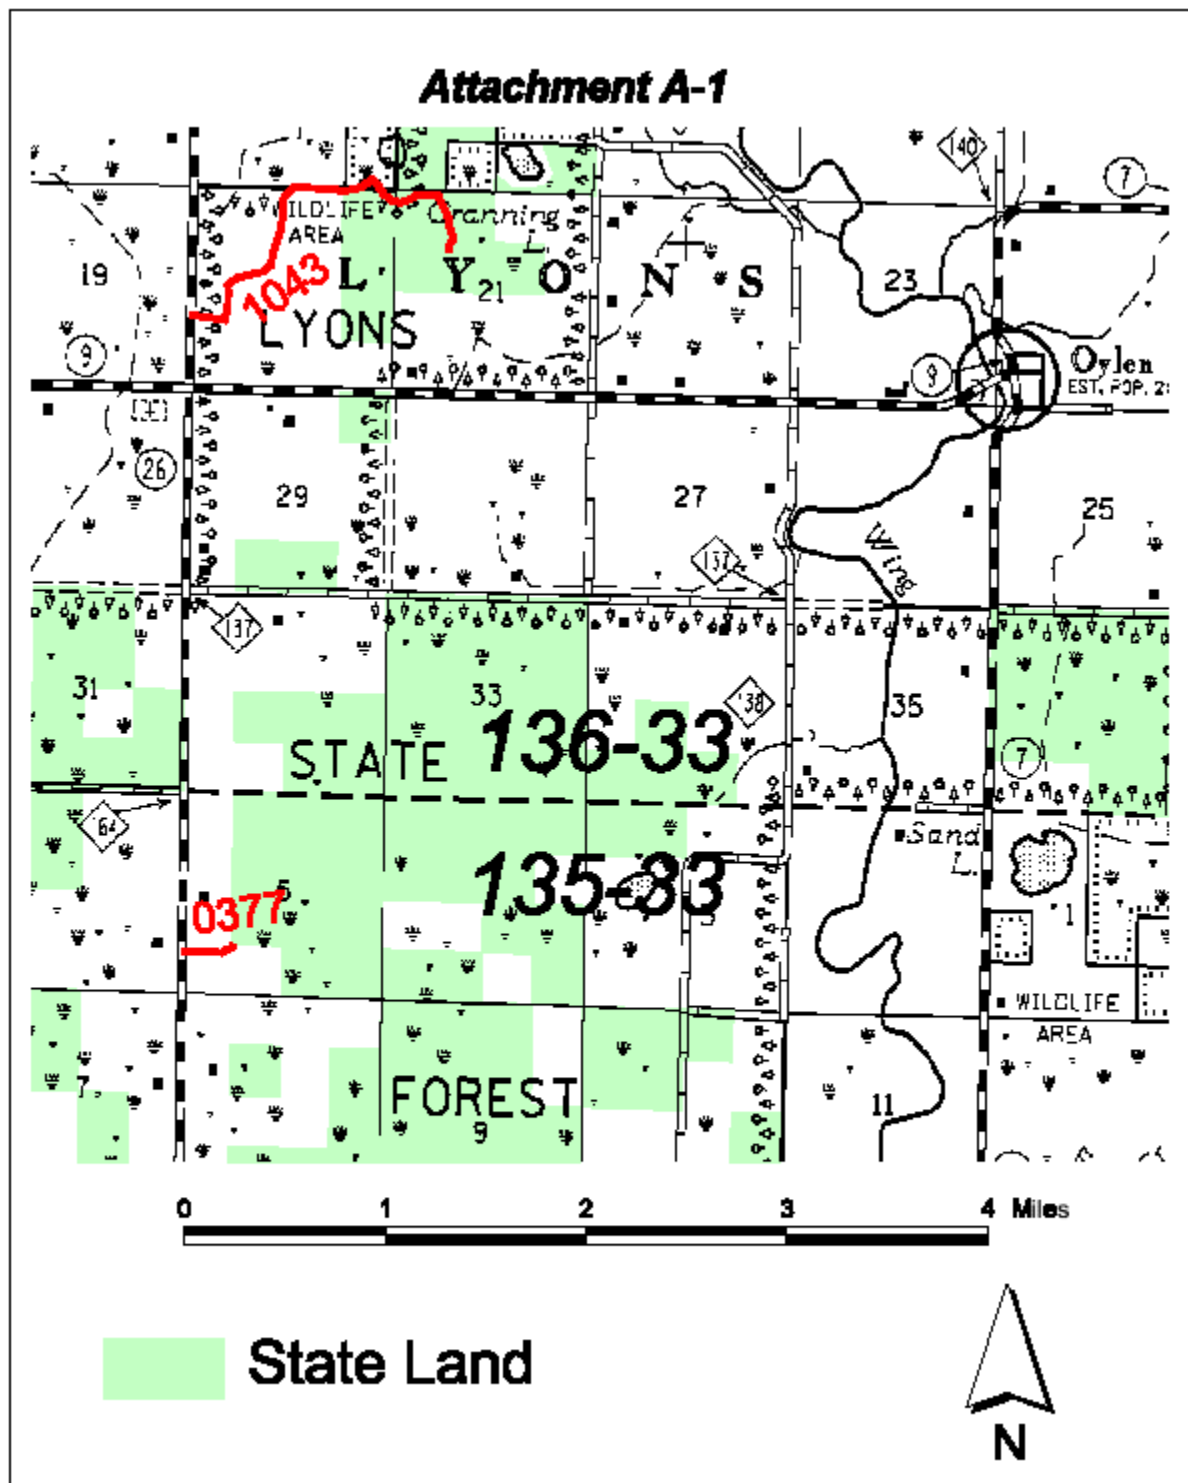 Attachment A-1
140
7
WILDLIFE
AREA
Granning
L.
19
1043
L Y O N S
21
23
LYONS
9
9
Oylen
EST. POP.
26
29
27
25
Wing
137
137
31
33
138
35
STATE
136-33
7
64
Sand
L.
135-33
5
0377
1
WILDLIFE
AREA
7
FOREST
9
11
0 1 2 3 4 Miles
State Land
N